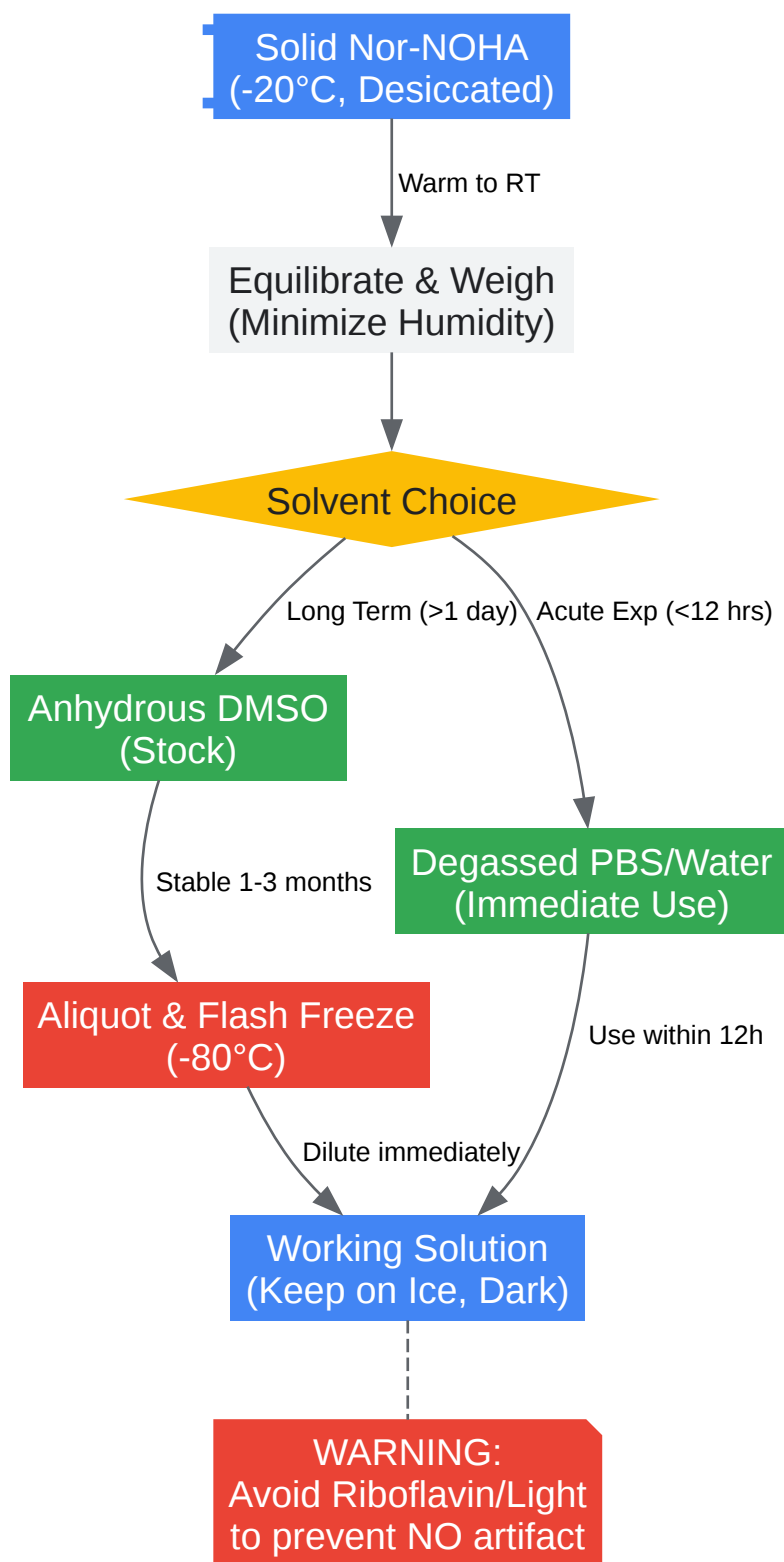 Solid Nor-NOHA
(-20°C, Desiccated)
Warm to RT
Equilibrate & Weigh
(Minimize Humidity)
Solvent Choice
Long Term (>1 day)
Acute Exp (<12 hrs)
Anhydrous DMSO
(Stock)
Degassed PBS/Water
(Immediate Use)
Stable 1-3 months
Aliquot & Flash Freeze
(-80°C)
Use within 12h
Dilute immediately
Working Solution
(Keep on Ice, Dark)
WARNING:
Avoid Riboflavin/Light
to prevent NO artifact